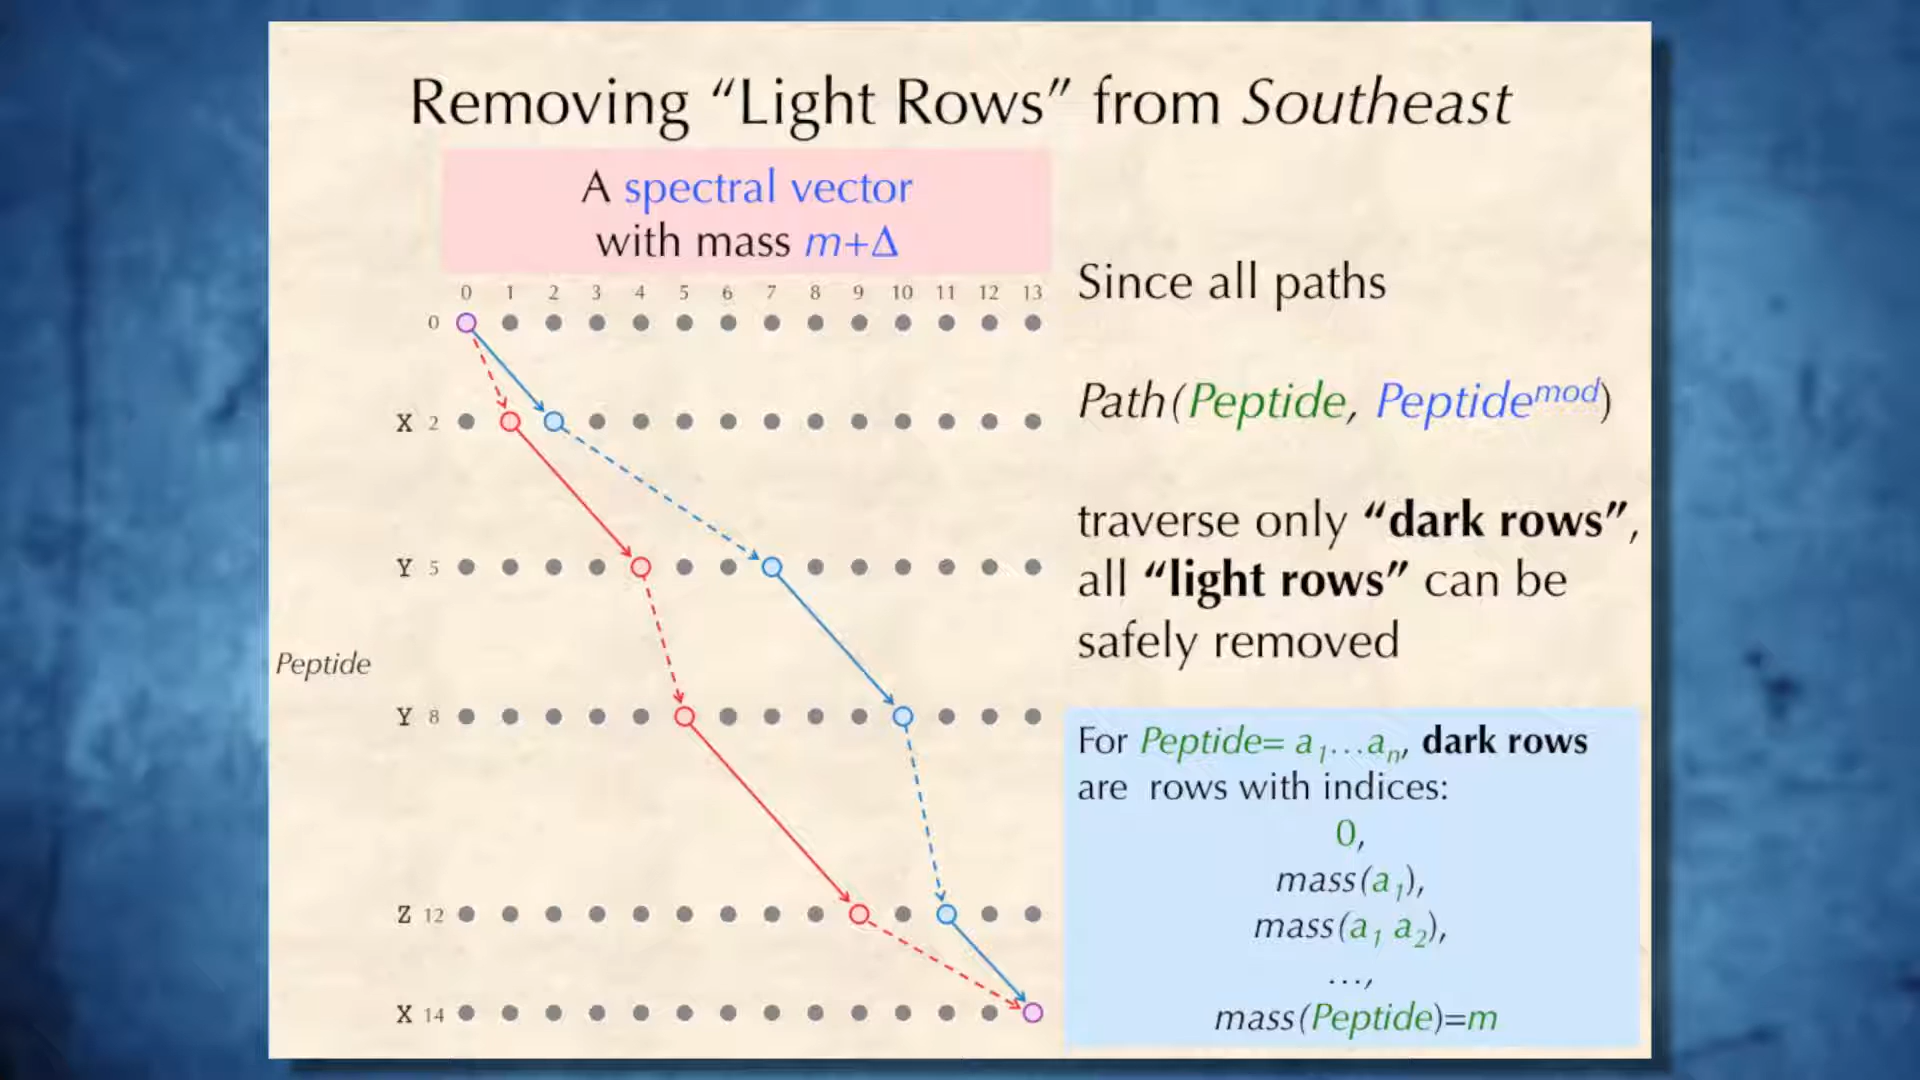 Removing “Light Rows” from Southeast
A spectral vector
with mass m+Δ
0 1 2 3 4 5 6 7 8 9 10 11 12 13
0
X 2
Y 5
Peptide
Y 8
Z 12
X 14
Since all paths
Path(Peptide, Peptideᵐᵒᵈ)
traverse only “dark rows”,
all “light rows” can be
safely removed
For Peptide= a₁...aₙ, dark rows
are rows with indices:
0,
mass(a₁),
mass(a₁ a₂),
...,
mass(Peptide)=m